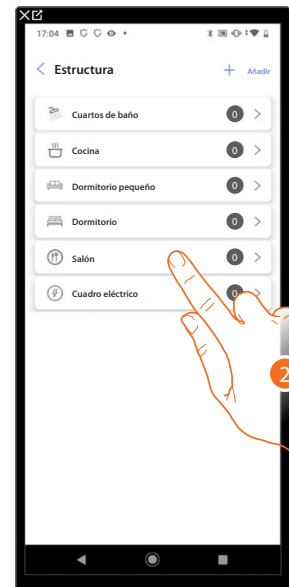 17:04
Estructura
Añadir
Cuartos de baño 0
Cocina 0
Dormitorio pequeño 0
Dormitorio 0
Salón 0
Cuadro eléctrico 0
2